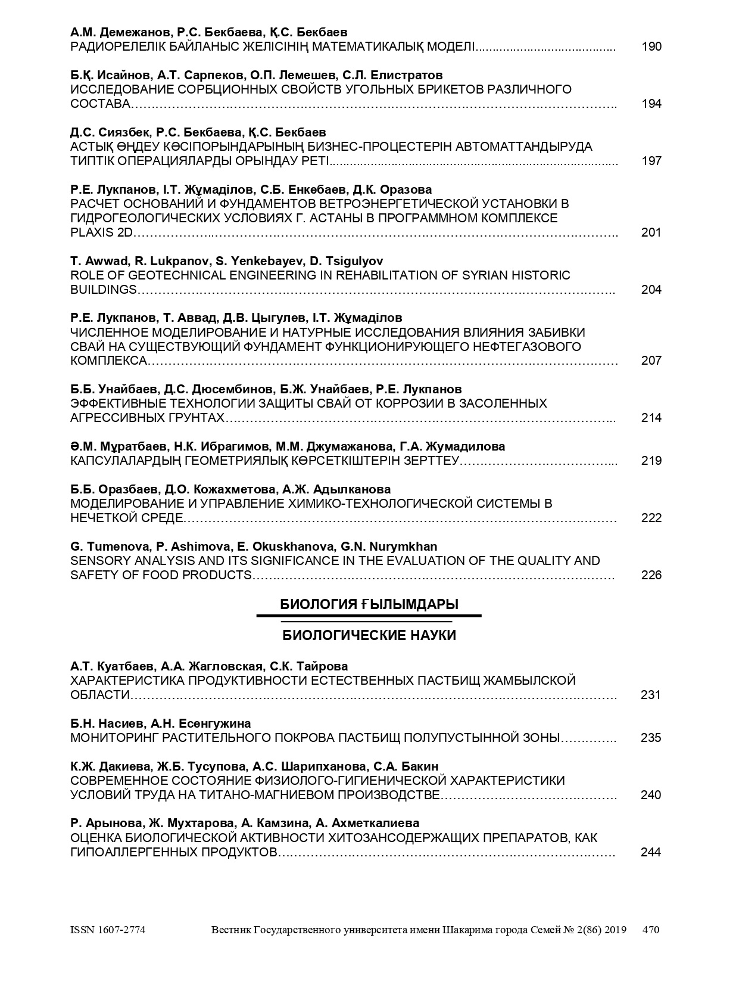 А.М. Демежанов, Р.С. Бекбаева, Қ.С. Бекбаев
РАДИОРЕЛЕЛІК БАЙЛАНЫС ЖЕЛІСІНІҢ МАТЕМАТИКАЛЫҚ МОДЕЛІ........................................ 190
Б.Қ. Исайнов, А.Т. Сарпеков, О.П. Лемешев, С.Л. Елистратов
ИССЛЕДОВАНИЕ СОРБЦИОННЫХ СВОЙСТВ УГОЛЬНЫХ БРИКЕТОВ РАЗЛИЧНОГО
СОСТАВА……………………………………………………………………………………………………. 194
Д.С. Сиязбек, Р.С. Бекбаева, Қ.С. Бекбаев
АСТЫҚ ӨҢДЕУ КӘСІПОРЫНДАРЫНЫҢ БИЗНЕС-ПРОЦЕСТЕРІН АВТОМАТТАНДЫРУДА
ТИПТІК ОПЕРАЦИЯЛАРДЫ ОРЫНДАУ РЕТІ.................................................................................. 197
Р.Е. Лукпанов, І.Т. Жұмаділов, С.Б. Енкебаев, Д.К. Оразова
РАСЧЕТ ОСНОВАНИЙ И ФУНДАМЕНТОВ ВЕТРОЭНЕРГЕТИЧЕСКОЙ УСТАНОВКИ В
ГИДРОГЕОЛОГИЧЕСКИХ УСЛОВИЯХ Г. АСТАНЫ В ПРОГРАММНОМ КОМПЛЕКСЕ
PLAXIS 2D……………………………………………………………………………………………………. 201
T. Awwad, R. Lukpanov, S. Yenkebayev, D. Tsigulyov
ROLE OF GEOTECHNICAL ENGINEERING IN REHABILITATION OF SYRIAN HISTORIC
BUILDINGS…………………………………………………………………………………………………. 204
Р.Е. Лукпанов, Т. Аввад, Д.В. Цыгулев, І.Т. Жұмаділов
ЧИСЛЕННОЕ МОДЕЛИРОВАНИЕ И НАТУРНЫЕ ИССЛЕДОВАНИЯ ВЛИЯНИЯ ЗАБИВКИ
СВАЙ НА СУЩЕСТВУЮЩИЙ ФУНДАМЕНТ ФУНКЦИОНИРУЮЩЕГО НЕФТЕГАЗОВОГО
КОМПЛЕКСА………………………………………………………………………………………………… 207
Б.Б. Унайбаев, Д.С. Дюсембинов, Б.Ж. Унайбаев, Р.Е. Лукпанов
ЭФФЕКТИВНЫЕ ТЕХНОЛОГИИ ЗАЩИТЫ СВАЙ ОТ КОРРОЗИИ В ЗАСОЛЕННЫХ
АГРЕССИВНЫХ ГРУНТАХ……………………………………………………………………………….. 214
Ә.М. Мұратбаев, Н.К. Ибрагимов, М.М. Джумажанова, Г.А. Жумадилова
КАПСУЛАЛАРДЫҢ ГЕОМЕТРИЯЛЫҚ КӨРСЕТКІШТЕРІН ЗЕРТТЕУ………………………………... 219
Б.Б. Оразбаев, Д.О. Кожахметова, А.Ж. Адылканова
МОДЕЛИРОВАНИЕ И УПРАВЛЕНИЕ ХИМИКО-ТЕХНОЛОГИЧЕСКОЙ СИСТЕМЫ В
НЕЧЕТКОЙ СРЕДЕ………………………………………………………………………………………… 222
G. Tumenova, P. Ashimova, E. Okuskhanova, G.N. Nurymkhan
SENSORY ANALYSIS AND ITS SIGNIFICANCE IN THE EVALUATION OF THE QUALITY AND
SAFETY OF FOOD PRODUCTS…………………………………………………………………………… 226
БИОЛОГИЯ ҒЫЛЫМДАРЫ
БИОЛОГИЧЕСКИЕ НАУКИ
А.Т. Куатбаев, А.А. Жагловская, С.К. Тайрова
ХАРАКТЕРИСТИКА ПРОДУКТИВНОСТИ ЕСТЕСТВЕННЫХ ПАСТБИЩ ЖАМБЫЛСКОЙ
ОБЛАСТИ……………………………………………………………………………………………………. 231
Б.Н. Насиев, А.Н. Есенгужина
МОНИТОРИНГ РАСТИТЕЛЬНОГО ПОКРОВА ПАСТБИЩ ПОЛУПУСТЫННОЙ ЗОНЫ………….. 235
К.Ж. Дакиева, Ж.Б. Тусупова, А.С. Шарипханова, С.А. Бакин
СОВРЕМЕННОЕ СОСТОЯНИЕ ФИЗИОЛОГО-ГИГИЕНИЧЕСКОЙ ХАРАКТЕРИСТИКИ
УСЛОВИЙ ТРУДА НА ТИТАНО-МАГНИЕВОМ ПРОИЗВОДСТВЕ……………………………………. 240
Р. Арынова, Ж. Мухтарова, А. Камзина, А. Ахметкалиева
ОЦЕНКА БИОЛОГИЧЕСКОЙ АКТИВНОСТИ ХИТОЗАНСОДЕРЖАЩИХ ПРЕПАРАТОВ, КАК
ГИПОАЛЛЕРГЕННЫХ ПРОДУКТОВ……………………………………………………………………. 244
ISSN 1607-2774 Вестник Государственного университета имени Шакарима города Семей № 2(86) 2019 470